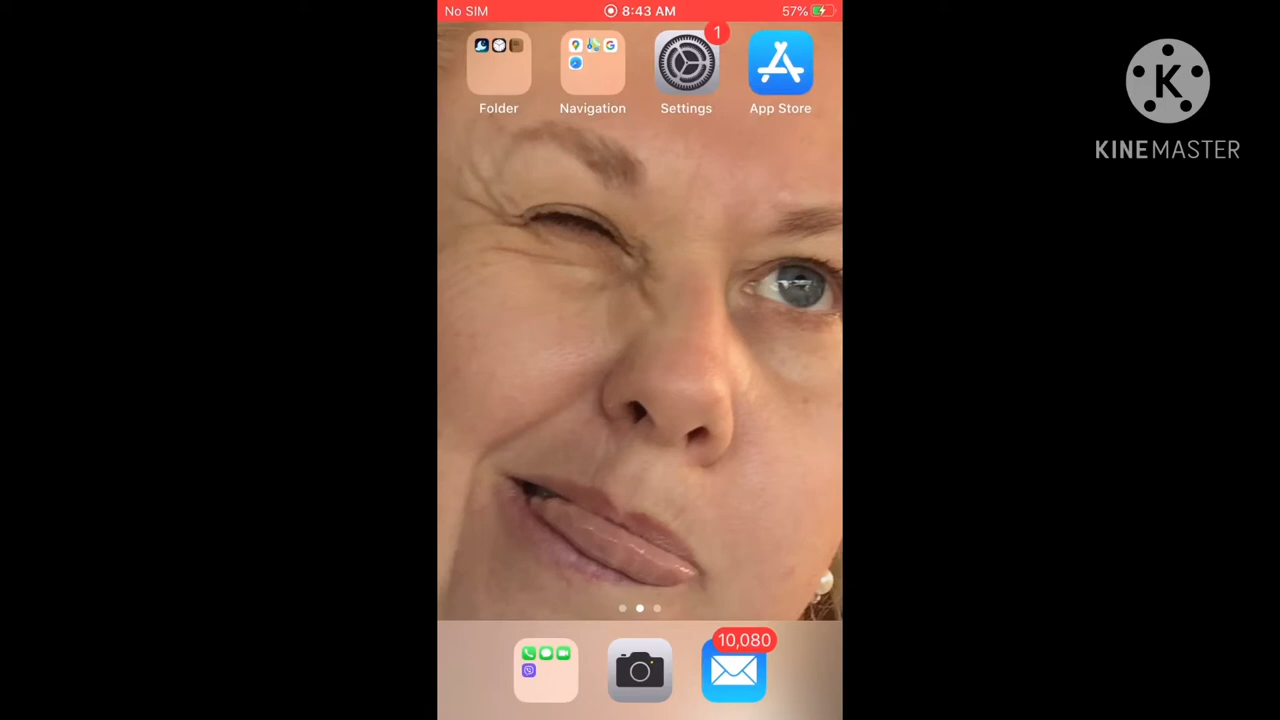 No SIM 8:43 AM 57%
1
Folder Navigation Settings App Store
K
KINEMASTER
10,080